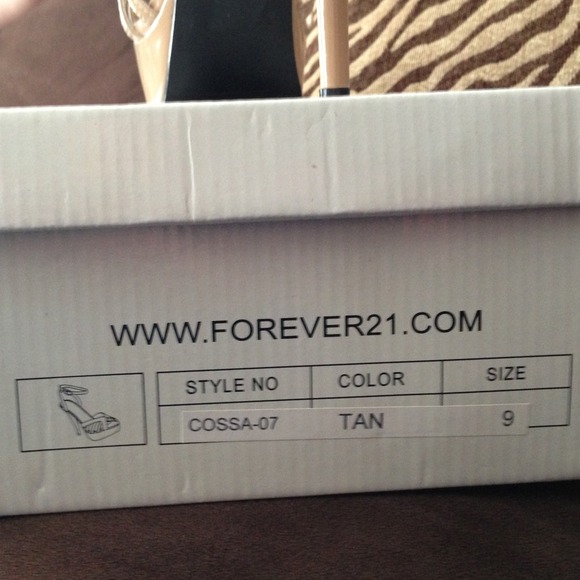 WWW.FOREVER21.COM
STYLE NO COLOR SIZE
COSSA-07 TAN 9